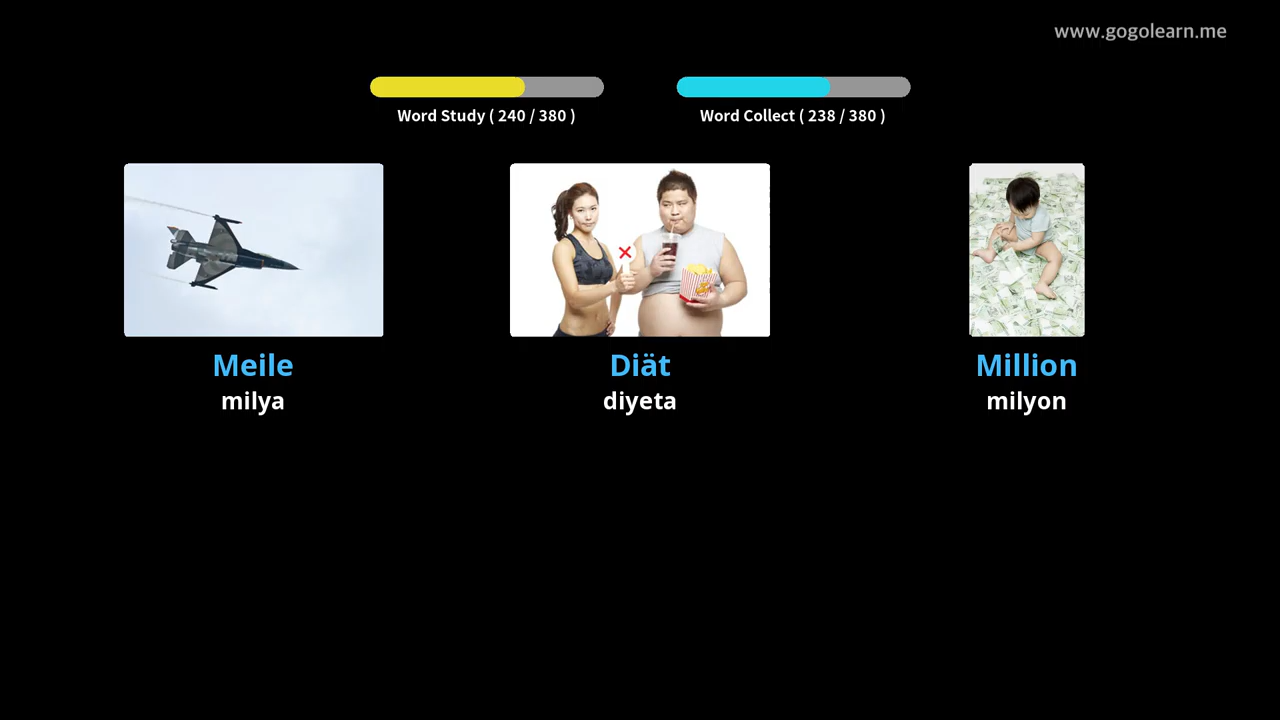 www.gogolearn.me
Word Study ( 240 / 380 )
Word Collect ( 238 / 380 )
Meile
milya
Diät
diyeta
Million
milyon